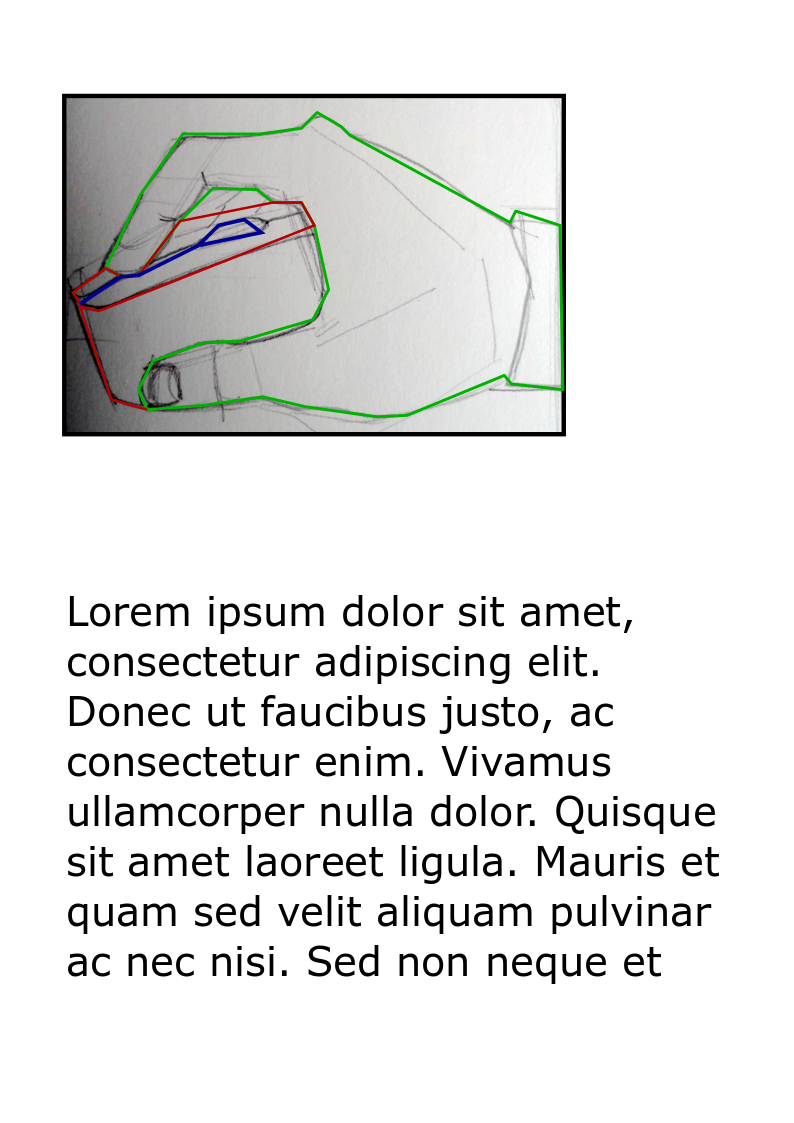 Lorem ipsum dolor sit amet,
consectetur adipiscing elit.
Donec ut faucibus justo, ac
consectetur enim. Vivamus
ullamcorper nulla dolor. Quisque
sit amet laoreet ligula. Mauris et
quam sed velit aliquam pulvinar
ac nec nisi. Sed non neque et